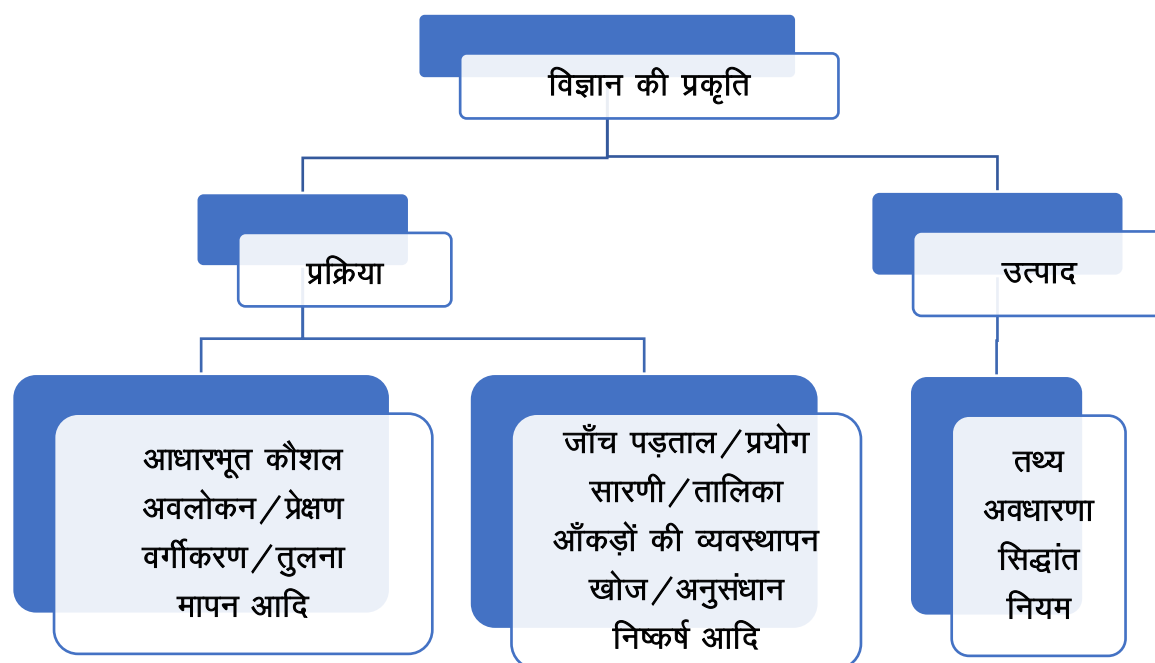 विज्ञान की प्रकृति
प्रक्रिया
उत्पाद
आधारभूत कौशल
अवलोकन/प्रेक्षण
वर्गीकरण/तुलना
मापन आदि
जाँच पड़ताल/प्रयोग
सारणी/तालिका
आँकड़ों की व्यवस्थापन
खोज/अनुसंधान
निष्कर्ष आदि
तथ्य
अवधारणा
सिद्धांत
नियम